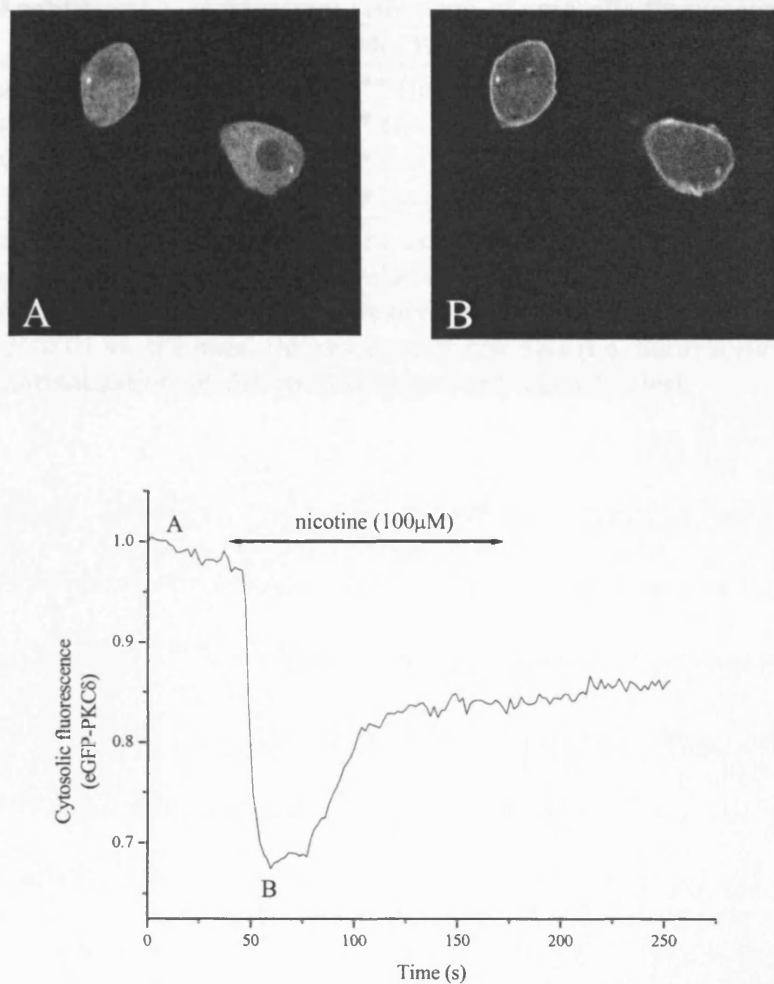 A
B
A
nicotine (100μM)
1.0
0.9
0.8
0.7
B
Cytosolic fluorescence
(eGFP-PKCδ)
0
50
100
150
200
250
Time (s)